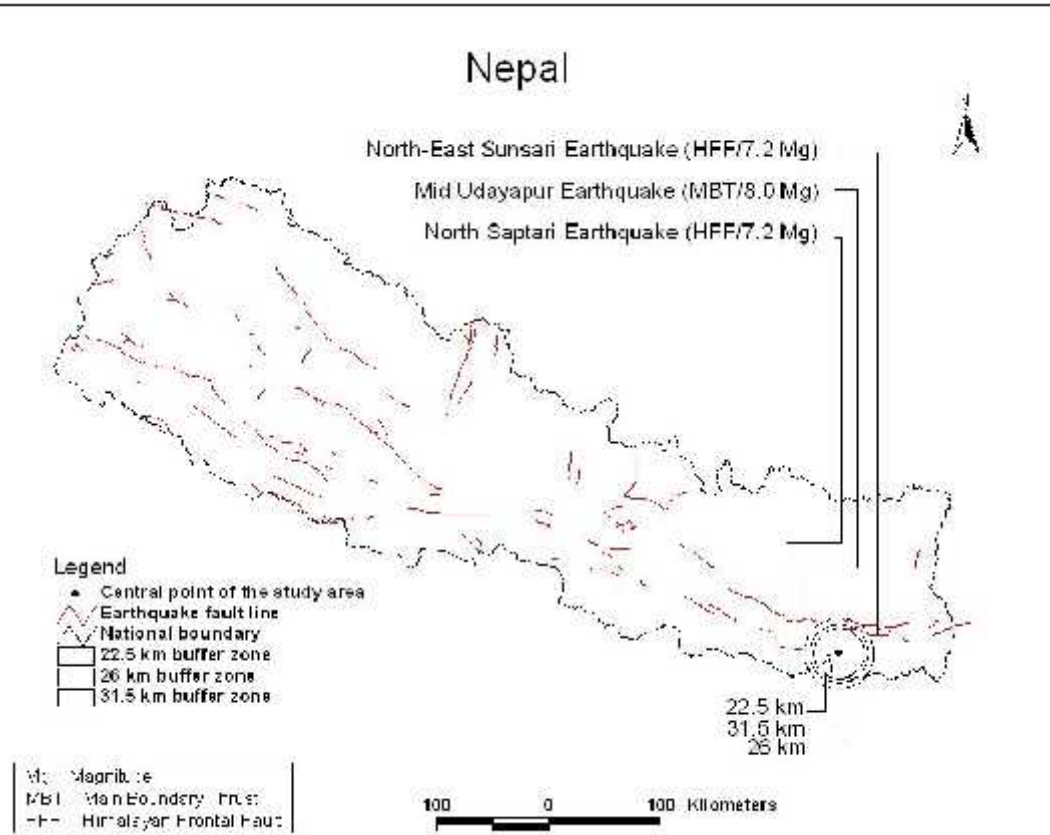 Nepal
North-East Sunsari Earthquake (HFF/7.2 Mg)
Mid Udayapur Earthquake (MBT/8.0 Mg)
North Saptari Earthquake (HFF/7.2 Mg)
Legend
Central point of the study area
Earthquake fault line
National boundary
22.5 km buffer zone
26 km buffer zone
31.5 km buffer zone
22.5 km
31.5 km
26 km
Mg Magnitude
MBT Main Boundary Thrust
HFF Himalayan Frontal Fault
100 0 100 Kilometers